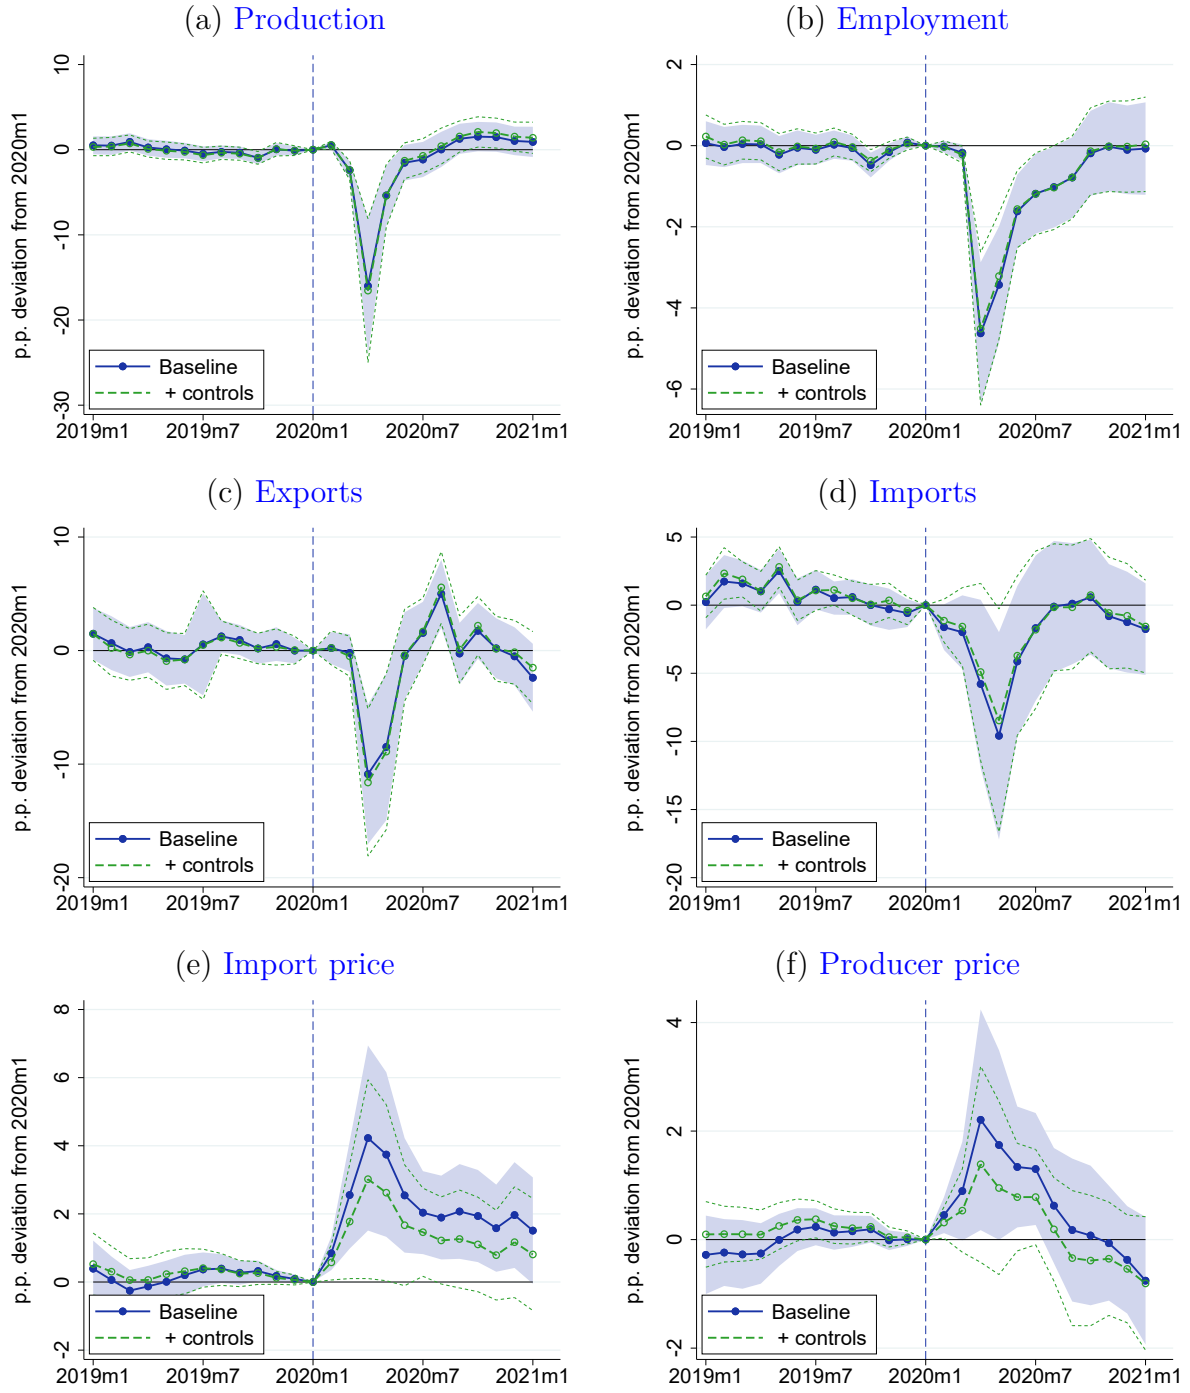 (a) Production
p.p. deviation from 2020m1
10
0
-10
-20
-30
Baseline
+ controls
2019m1 2019m7 2020m1 2020m7 2021m1
(b) Employment
p.p. deviation from 2020m1
2
0
-2
-4
-6
Baseline
+ controls
2019m1 2019m7 2020m1 2020m7 2021m1
(c) Exports
p.p. deviation from 2020m1
10
0
-10
-20
Baseline
+ controls
2019m1 2019m7 2020m1 2020m7 2021m1
(d) Imports
p.p. deviation from 2020m1
5
0
-5
-10
-15
-20
Baseline
+ controls
2019m1 2019m7 2020m1 2020m7 2021m1
(e) Import price
p.p. deviation from 2020m1
8
6
4
2
0
-2
Baseline
+ controls
2019m1 2019m7 2020m1 2020m7 2021m1
(f) Producer price
p.p. deviation from 2020m1
4
2
0
-2
Baseline
+ controls
2019m1 2019m7 2020m1 2020m7 2021m1